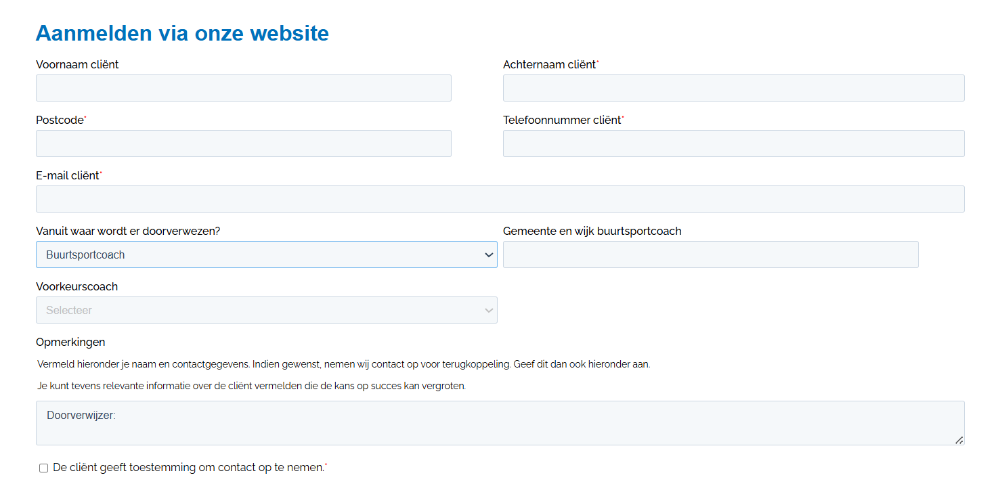 Aanmelden via onze website
Voornaam cliënt
Achternaam cliënt*
Postcode*
Telefoonnummer cliënt*
E-mail cliënt*
Vanuit waar wordt er doorverwezen?
Gemeente en wijk buurtsportcoach
Buurtsportcoach
Voorkeurscoach
Selecteer
Opmerkingen
Vermeld hieronder je naam en contactgegevens. Indien gewenst, nemen wij contact op voor terugkoppeling. Geef dit dan ook hieronder aan.
Je kunt tevens relevante informatie over de cliënt vermelden die de kans op succes kan vergroten.
Doorverwijzer:
De cliënt geeft toestemming om contact op te nemen.*